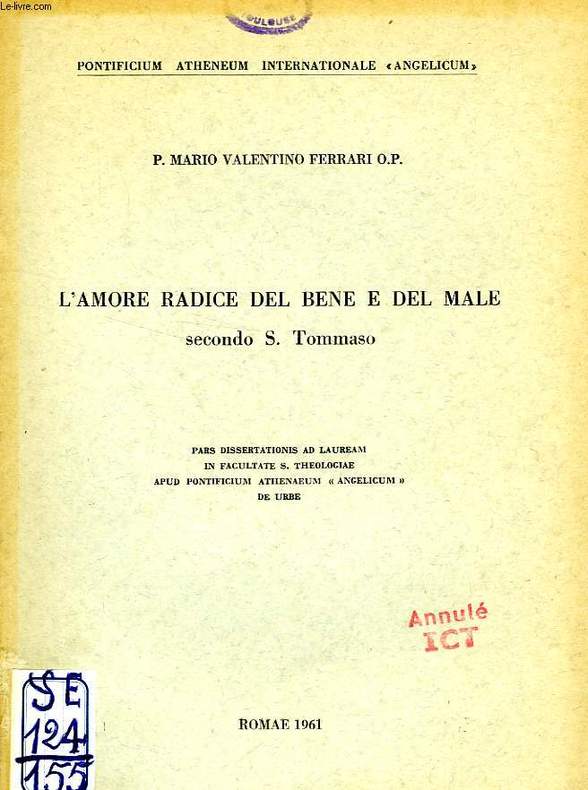 Le-livre.com
TOULOUSE
PONTIFICIUM ATHENEUM INTERNATIONALE «ANGELICUM»
P. MARIO VALENTINO FERRARI O.P.
L'AMORE RADICE DEL BENE E DEL MALE
secondo S. Tommaso
PARS DISSERTATIONIS AD LAUREAM
IN FACULTATE S. THEOLOGIAE
APUD PONTIFICIUM ATHENAEUM « ANGELICUM »
DE URBE
Annulé
ICT
SE
124
155
ROMAE 1961